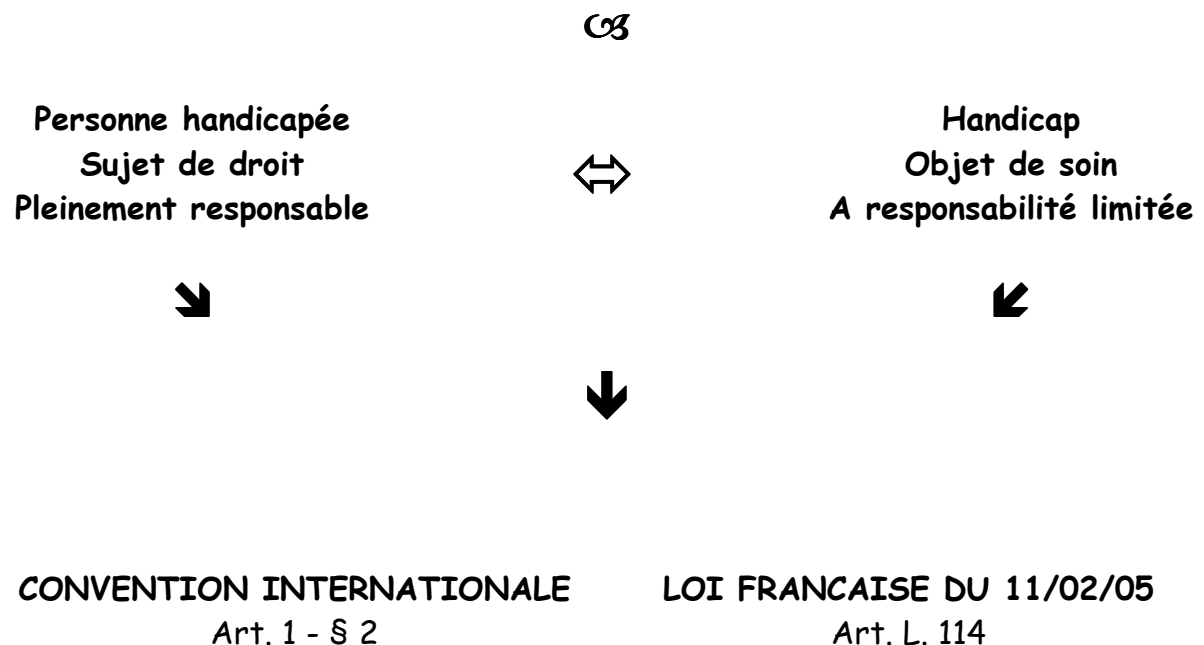 Personne handicapée
Sujet de droit
Pleinement responsable
Handicap
Objet de soin
A responsabilité limitée
CONVENTION INTERNATIONALE
Art. 1 - § 2
LOI FRANCAISE DU 11/02/05
Art. L. 114